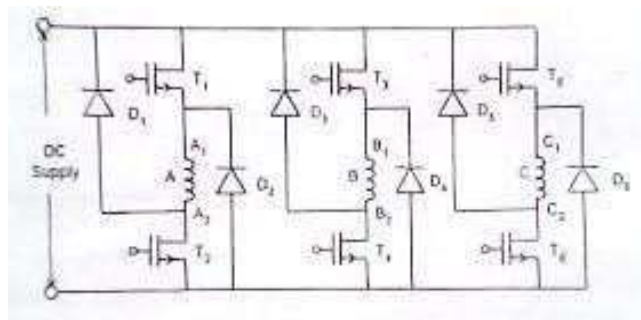 T₁
T₃
T₅
D₁
D₃
D₅
DC
Supply
A₁
A
A₂
D₂
B₁
B
B₂
D₄
C₁
C
C₂
T₂
T₄
T₆